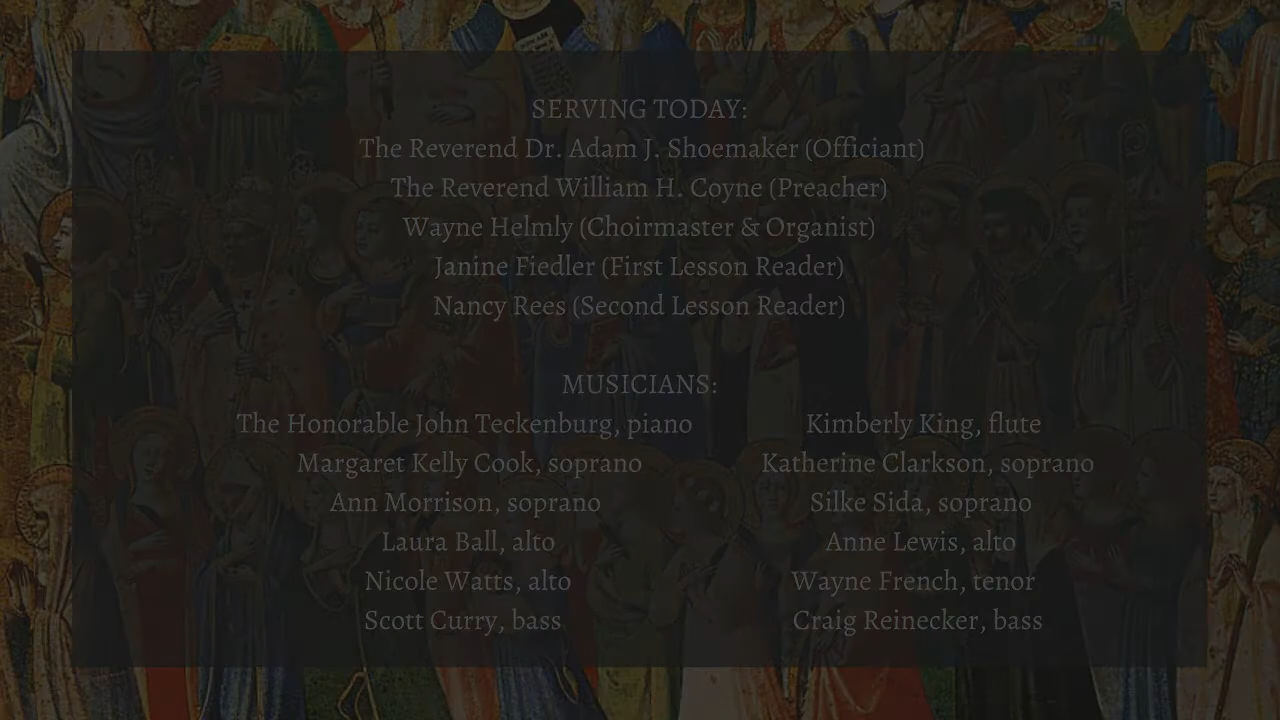 SERVING TODAY:
The Reverend Dr. Adam J. Shoemaker (Officiant)
The Reverend William H. Coyne (Preacher)
Wayne Helmly (Choirmaster & Organist)
Janine Fiedler (First Lesson Reader)
Nancy Rees (Second Lesson Reader)
MUSICIANS:
The Honorable John Teckenburg, piano
Margaret Kelly Cook, soprano
Ann Morrison, soprano
Laura Ball, alto
Nicole Watts, alto
Scott Curry, bass
Kimberly King, flute
Katherine Clarkson, soprano
Silke Sida, soprano
Anne Lewis, alto
Wayne French, tenor
Craig Reinecker, bass